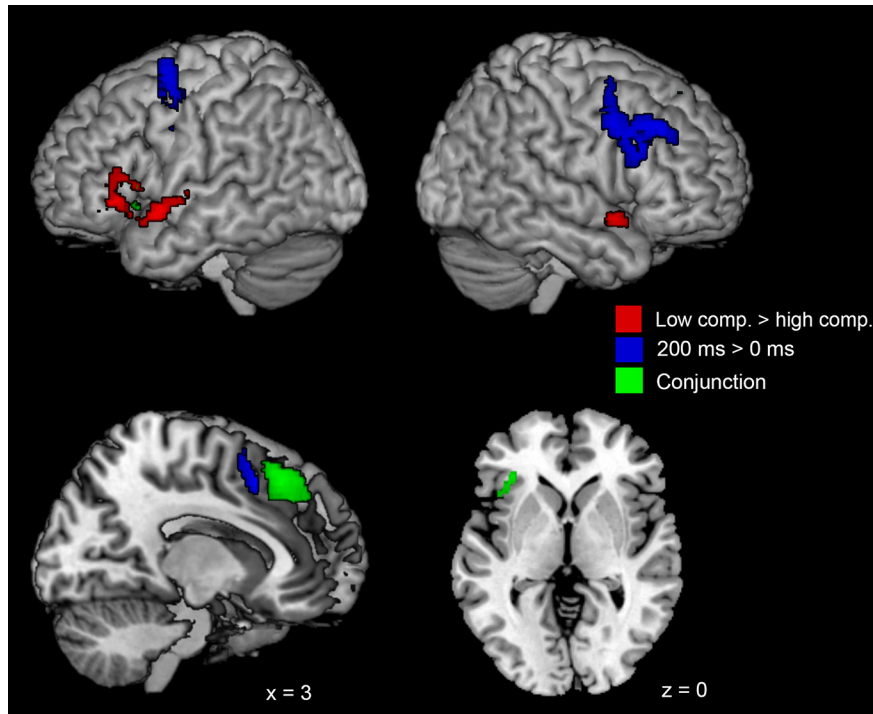 Low comp. > high comp.
200 ms > 0 ms
Conjunction
x = 3
z = 0